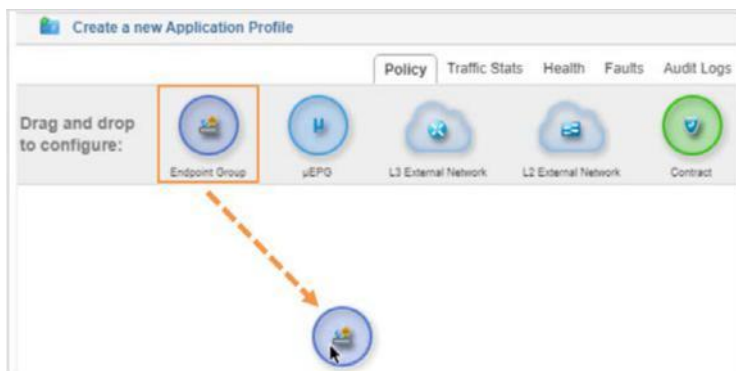 Create a new Application Profile
Policy Traffic Stats Health Faults Audit Logs
Drag and drop
to configure:
µ
Endpoint Group µEPG L3 External Network L2 External Network Contract